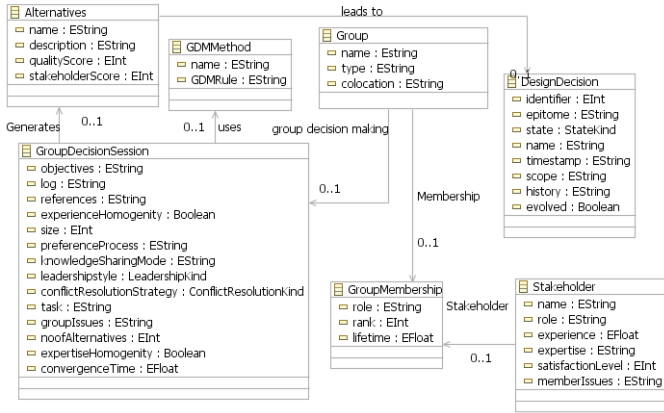 Alternatives
name : EString
description : EString
qualityScore : EInt
stakeholderScore : EInt
leads to
GDMMethod
name : EString
GDMRule : EString
Group
name : Estring
type : EString
colocation : EString
0..1
DesignDecision
identifier : EInt
epitome : EString
state : StateKind
name : EString
timestamp : EString
scope : EString
history : EString
evolved : Boolean
Generates
0..1
0..1
uses
group decision making
0..1
Membership
0..1
GroupDecisionSession
objectives : EString
log : EString
references : EString
experienceHomogenity : Boolean
size : EInt
preferenceProcess : EString
knowledgeSharingMode : EString
leadershipstyle : LeadershipKind
conflictResolutionStrategy : ConflictResolutionKind
task : EString
groupIssues : EString
noofAlternatives : EInt
expertiseHomogenity : Boolean
convergenceTime : EFloat
GroupMembership
role : EString
rank : EInt
lifetime : EFloat
Stakeholder
0..1
Stakeholder
name : EString
role : EString
experience : EFloat
expertise : EString
satisfactionLevel : EInt
memberIssues : EString